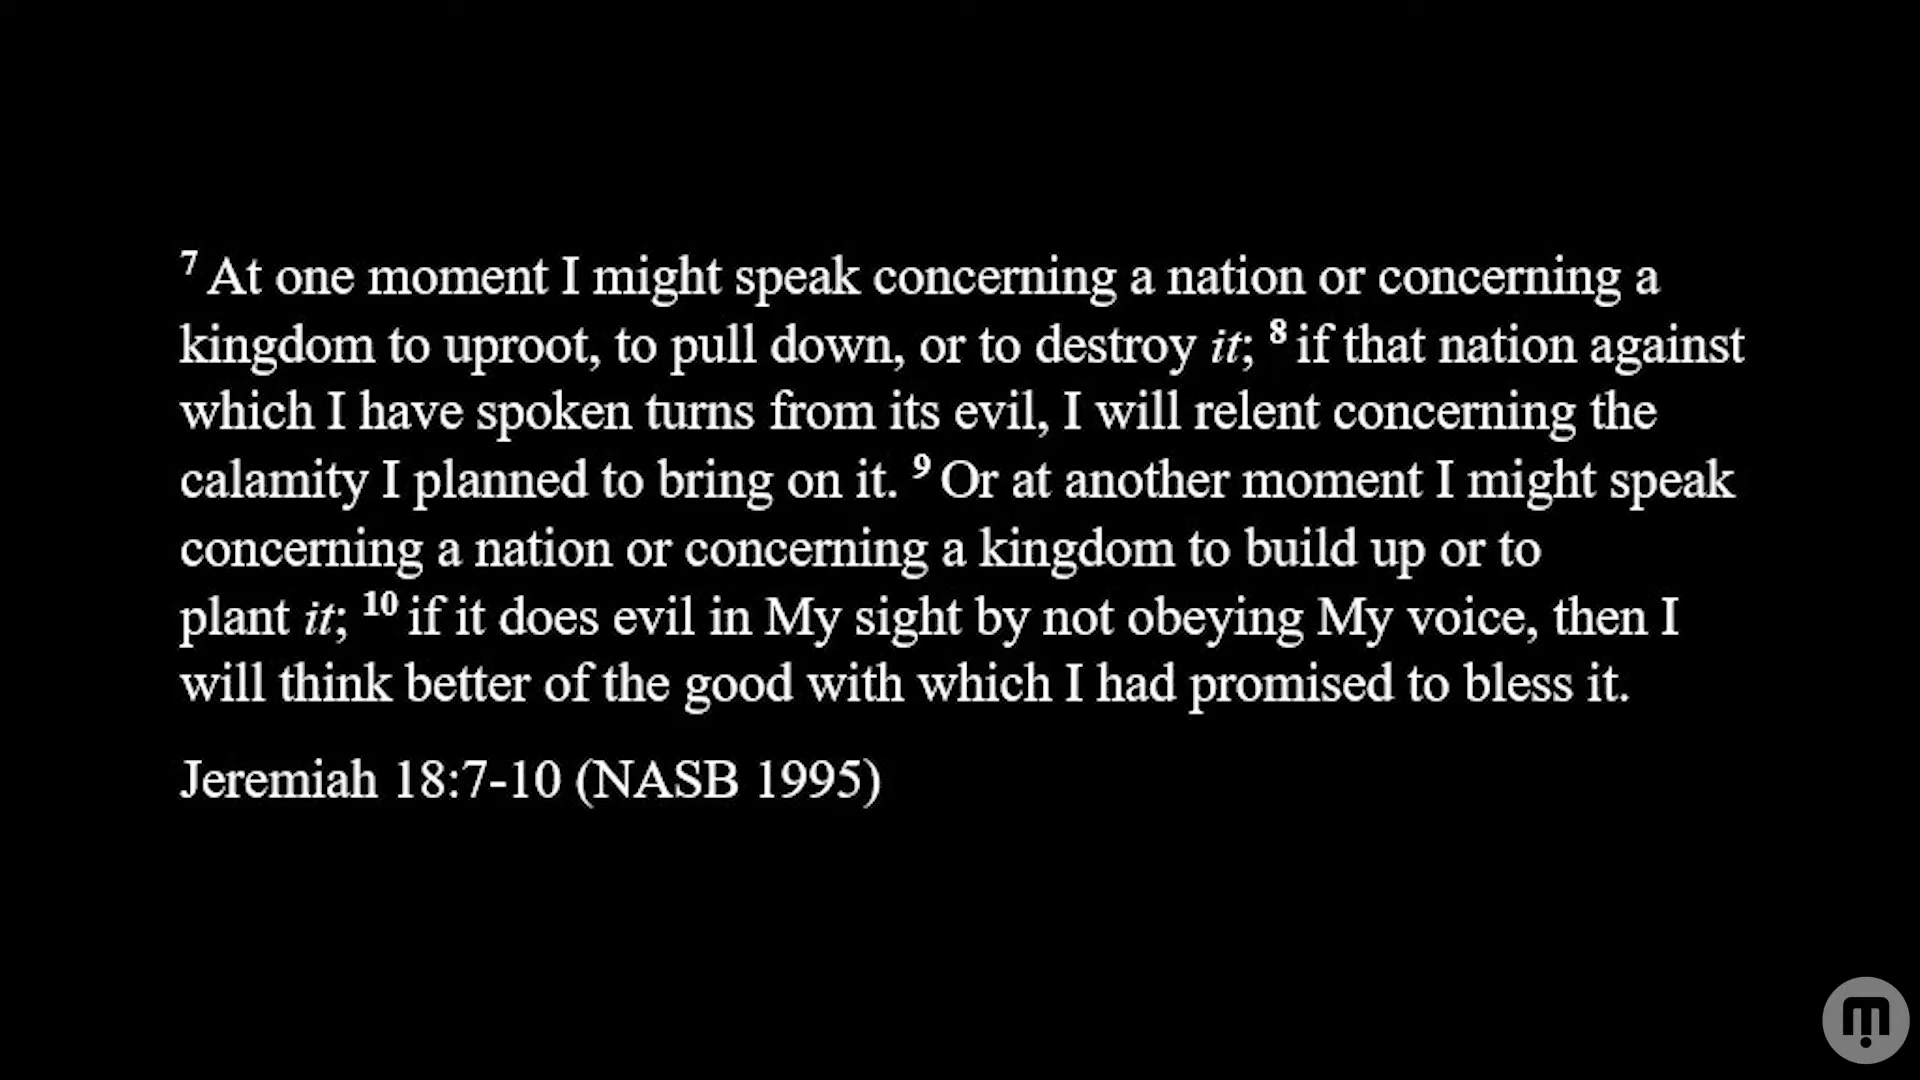 7 At one moment I might speak concerning a nation or concerning a
kingdom to uproot, to pull down, or to destroy it; 8 if that nation against
which I have spoken turns from its evil, I will relent concerning the
calamity I planned to bring on it. 9 Or at another moment I might speak
concerning a nation or concerning a kingdom to build up or to
plant it; 10 if it does evil in My sight by not obeying My voice, then I
will think better of the good with which I had promised to bless it.
Jeremiah 18:7-10 (NASB 1995)